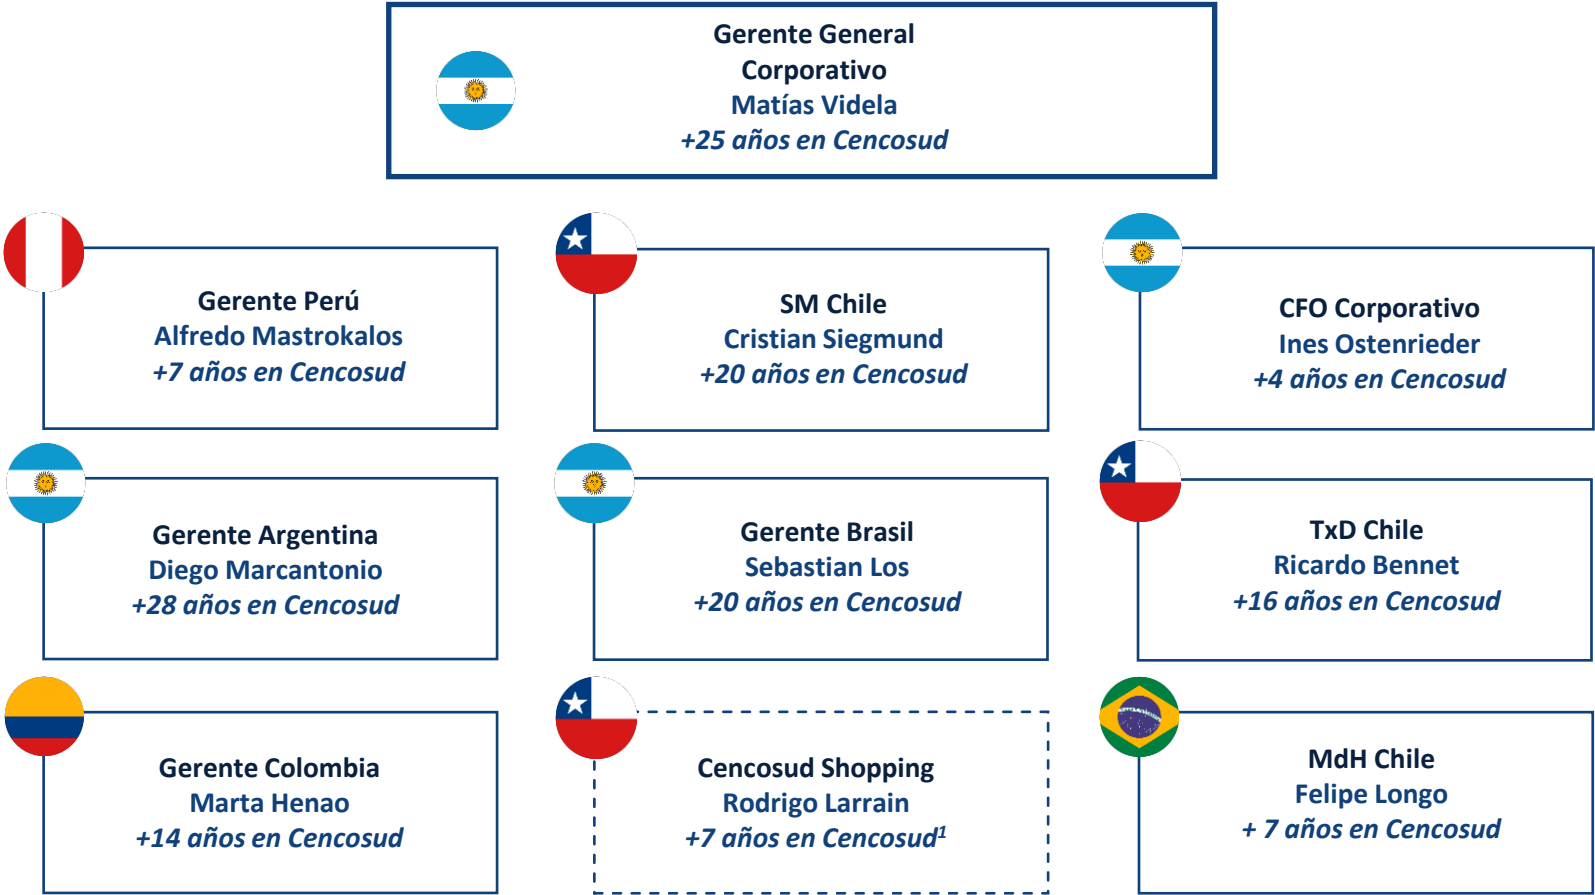 Gerente General
Corporativo
Matías Videla
+25 años en Cencosud
Gerente Perú
Alfredo Mastrokalos
+7 años en Cencosud
SM Chile
Cristian Siegmund
+20 años en Cencosud
CFO Corporativo
Ines Ostenrieder
+4 años en Cencosud
Gerente Argentina
Diego Marcantonio
+28 años en Cencosud
Gerente Brasil
Sebastian Los
+20 años en Cencosud
TxD Chile
Ricardo Bennet
+16 años en Cencosud
Gerente Colombia
Marta Henao
+14 años en Cencosud
Cencosud Shopping
Rodrigo Larrain
+7 años en Cencosud¹
MdH Chile
Felipe Longo
+ 7 años en Cencosud